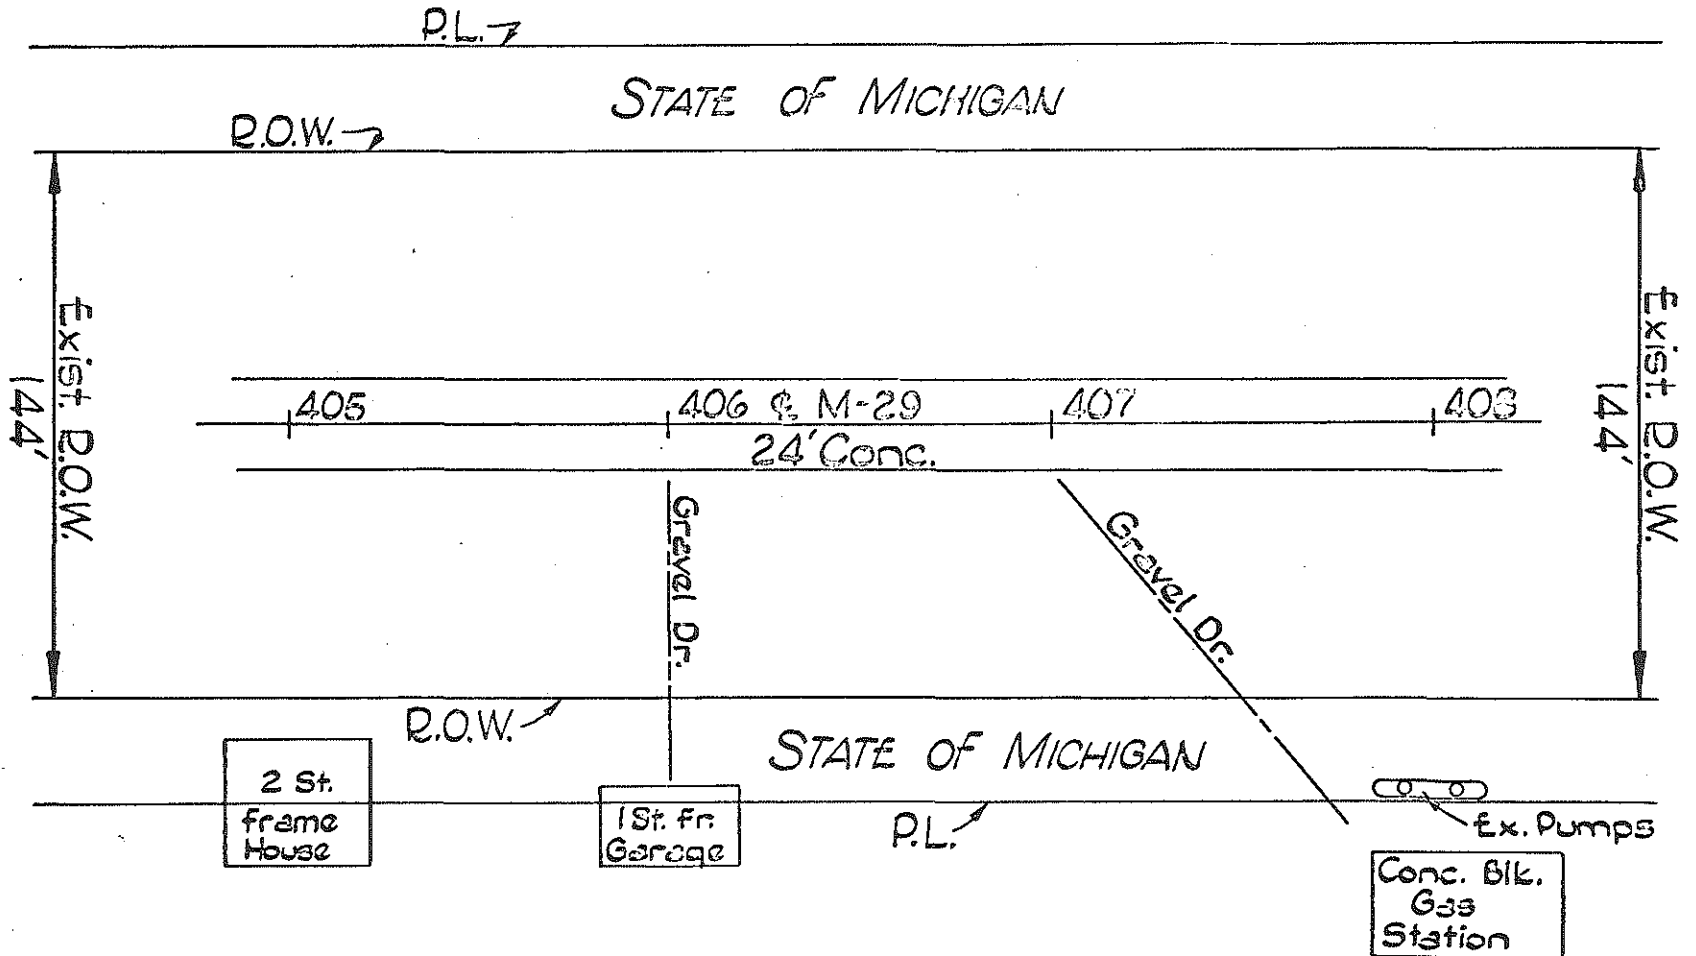 P.L.
STATE OF MICHIGAN
R.O.W.
Exist. R.O.W.
144'
Exist. R.O.W.
144'
405
406 ℄ M-29
407
408
24' Conc.
Gravel Dr.
Gravel Dr.
R.O.W.
STATE OF MICHIGAN
2 St.
Frame
House
1 St. Fr.
Garage
P.L.
Ex. Pumps
Conc. Blk.
Gas
Station